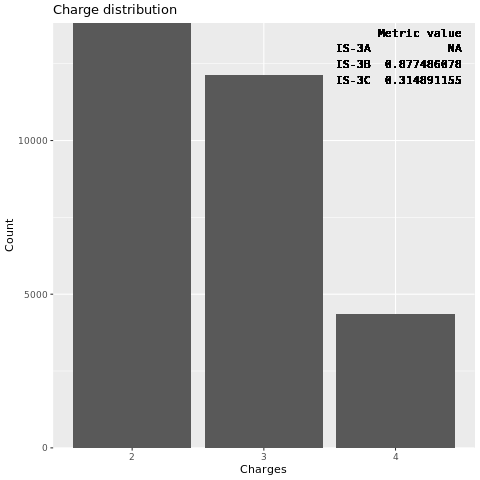 Charge distribution
Metric value
IS-3A NA
IS-3B 0.877486078
IS-3C 0.314891155
10000
5000
0
Count
2 3 4
Charges